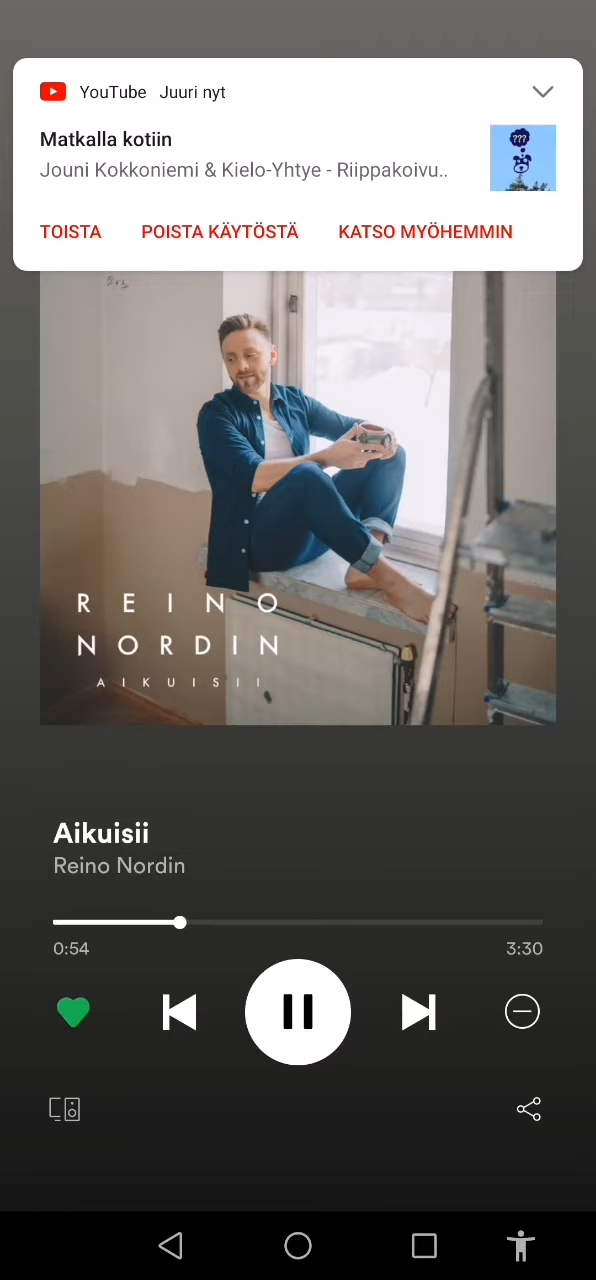 YouTube Juuri nyt
Matkalla kotiin
???
Jouni Kokkoniemi & Kielo-Yhtye - Riippakoivu..
TOISTA POISTA KÄYTÖSTÄ KATSO MYÖHEMMIN
REINO
NORDIN
AIKUISII
Aikuisii
Reino Nordin
0:54 3:30